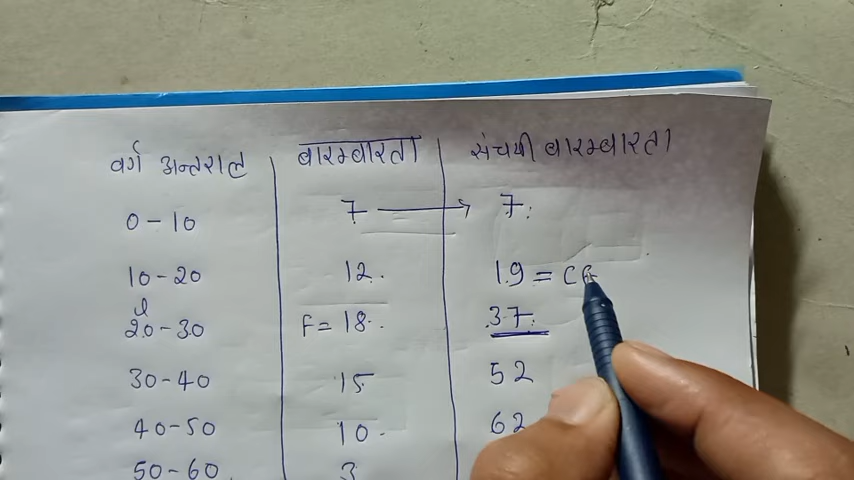 वर्ग अन्तराल बारम्बारता संचयी बारम्बारता
0-10 7 → 7
10-20 12 19 = CF
l
20-30 F = 18 37
30-40 15 52
40-50 10 62
50-60 3